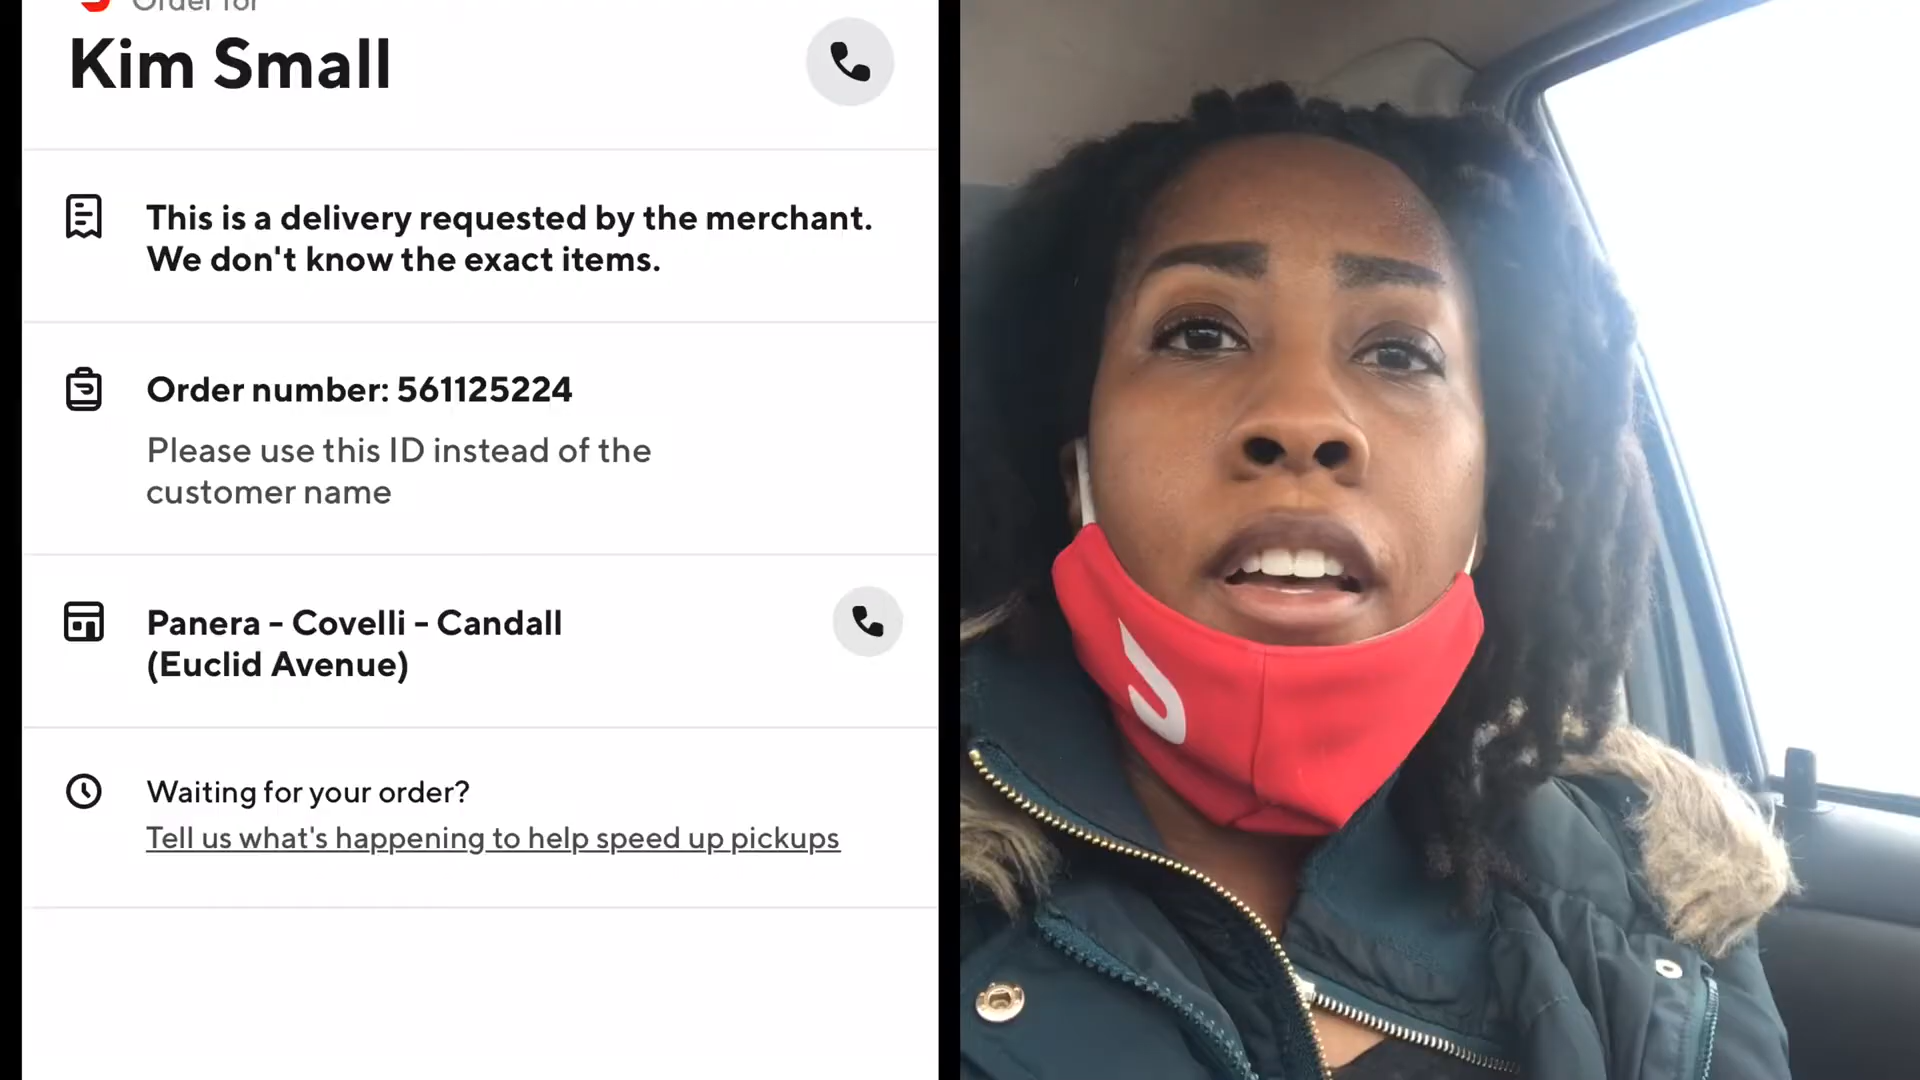 Order for
Kim Small
This is a delivery requested by the merchant.
We don't know the exact items.
Order number: 561125224
Please use this ID instead of the
customer name
Panera - Covelli - Candall
(Euclid Avenue)
Waiting for your order?
Tell us what's happening to help speed up pickups